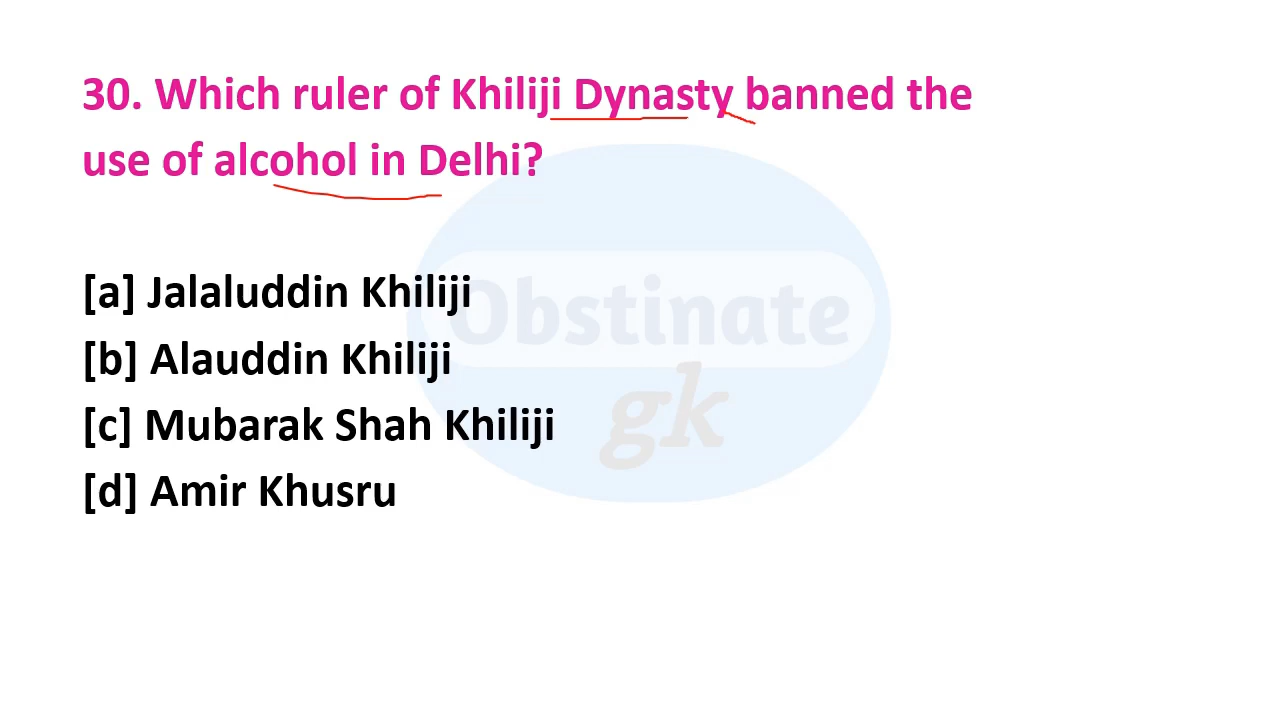 30. Which ruler of Khiliji Dynasty banned the
use of alcohol in Delhi?
[a] Jalaluddin Khiliji
[b] Alauddin Khiliji
[c] Mubarak Shah Khiliji
[d] Amir Khusru
Obstinate
gk